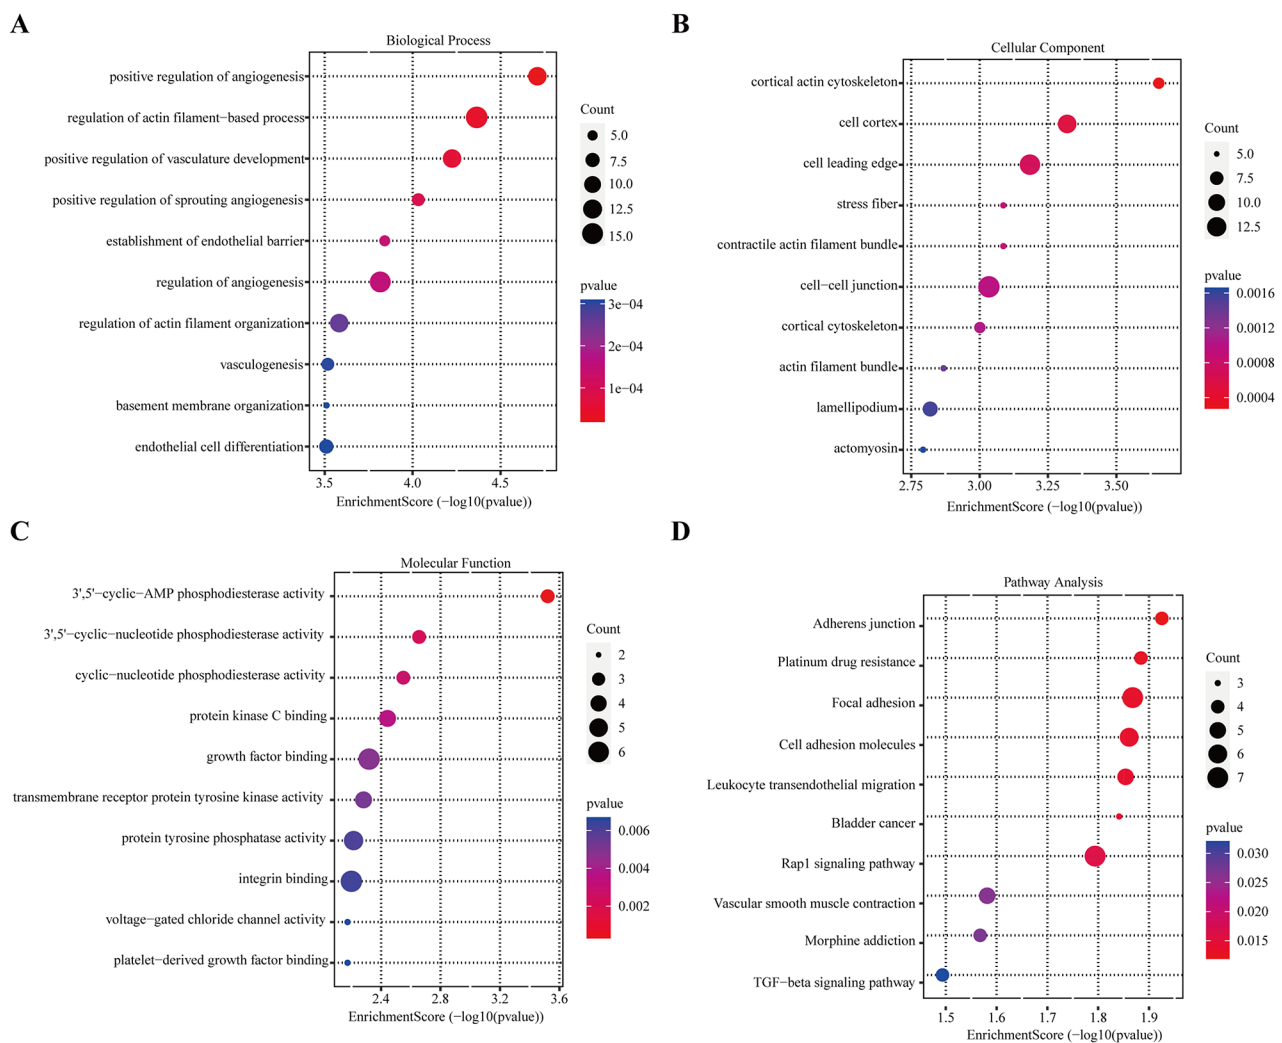 A
Biological Process
positive regulation of angiogenesis
regulation of actin filament−based process
positive regulation of vasculature development
positive regulation of sprouting angiogenesis
establishment of endothelial barrier
regulation of angiogenesis
regulation of actin filament organization
vasculogenesis
basement membrane organization
endothelial cell differentiation
3.5 4.0 4.5
EnrichmentScore (−log10(pvalue))
Count
5.0
7.5
10.0
12.5
15.0
pvalue
3e−04
2e−04
1e−04
B
Cellular Component
cortical actin cytoskeleton
cell cortex
cell leading edge
stress fiber
contractile actin filament bundle
cell−cell junction
cortical cytoskeleton
actin filament bundle
lamellipodium
actomyosin
2.75 3.00 3.25 3.50
EnrichmentScore (−log10(pvalue))
Count
5.0
7.5
10.0
12.5
pvalue
0.0016
0.0012
0.0008
0.0004
C
Molecular Function
3',5'−cyclic−AMP phosphodiesterase activity
3',5'−cyclic−nucleotide phosphodiesterase activity
cyclic−nucleotide phosphodiesterase activity
protein kinase C binding
growth factor binding
transmembrane receptor protein tyrosine kinase activity
protein tyrosine phosphatase activity
integrin binding
voltage−gated chloride channel activity
platelet−derived growth factor binding
2.4 2.8 3.2 3.6
EnrichmentScore (−log10(pvalue))
Count
2
3
4
5
6
pvalue
0.006
0.004
0.002
D
Pathway Analysis
Adherens junction
Platinum drug resistance
Focal adhesion
Cell adhesion molecules
Leukocyte transendothelial migration
Bladder cancer
Rap1 signaling pathway
Vascular smooth muscle contraction
Morphine addiction
TGF−beta signaling pathway
1.5 1.6 1.7 1.8 1.9
EnrichmentScore (−log10(pvalue))
Count
3
4
5
6
7
pvalue
0.030
0.025
0.020
0.015